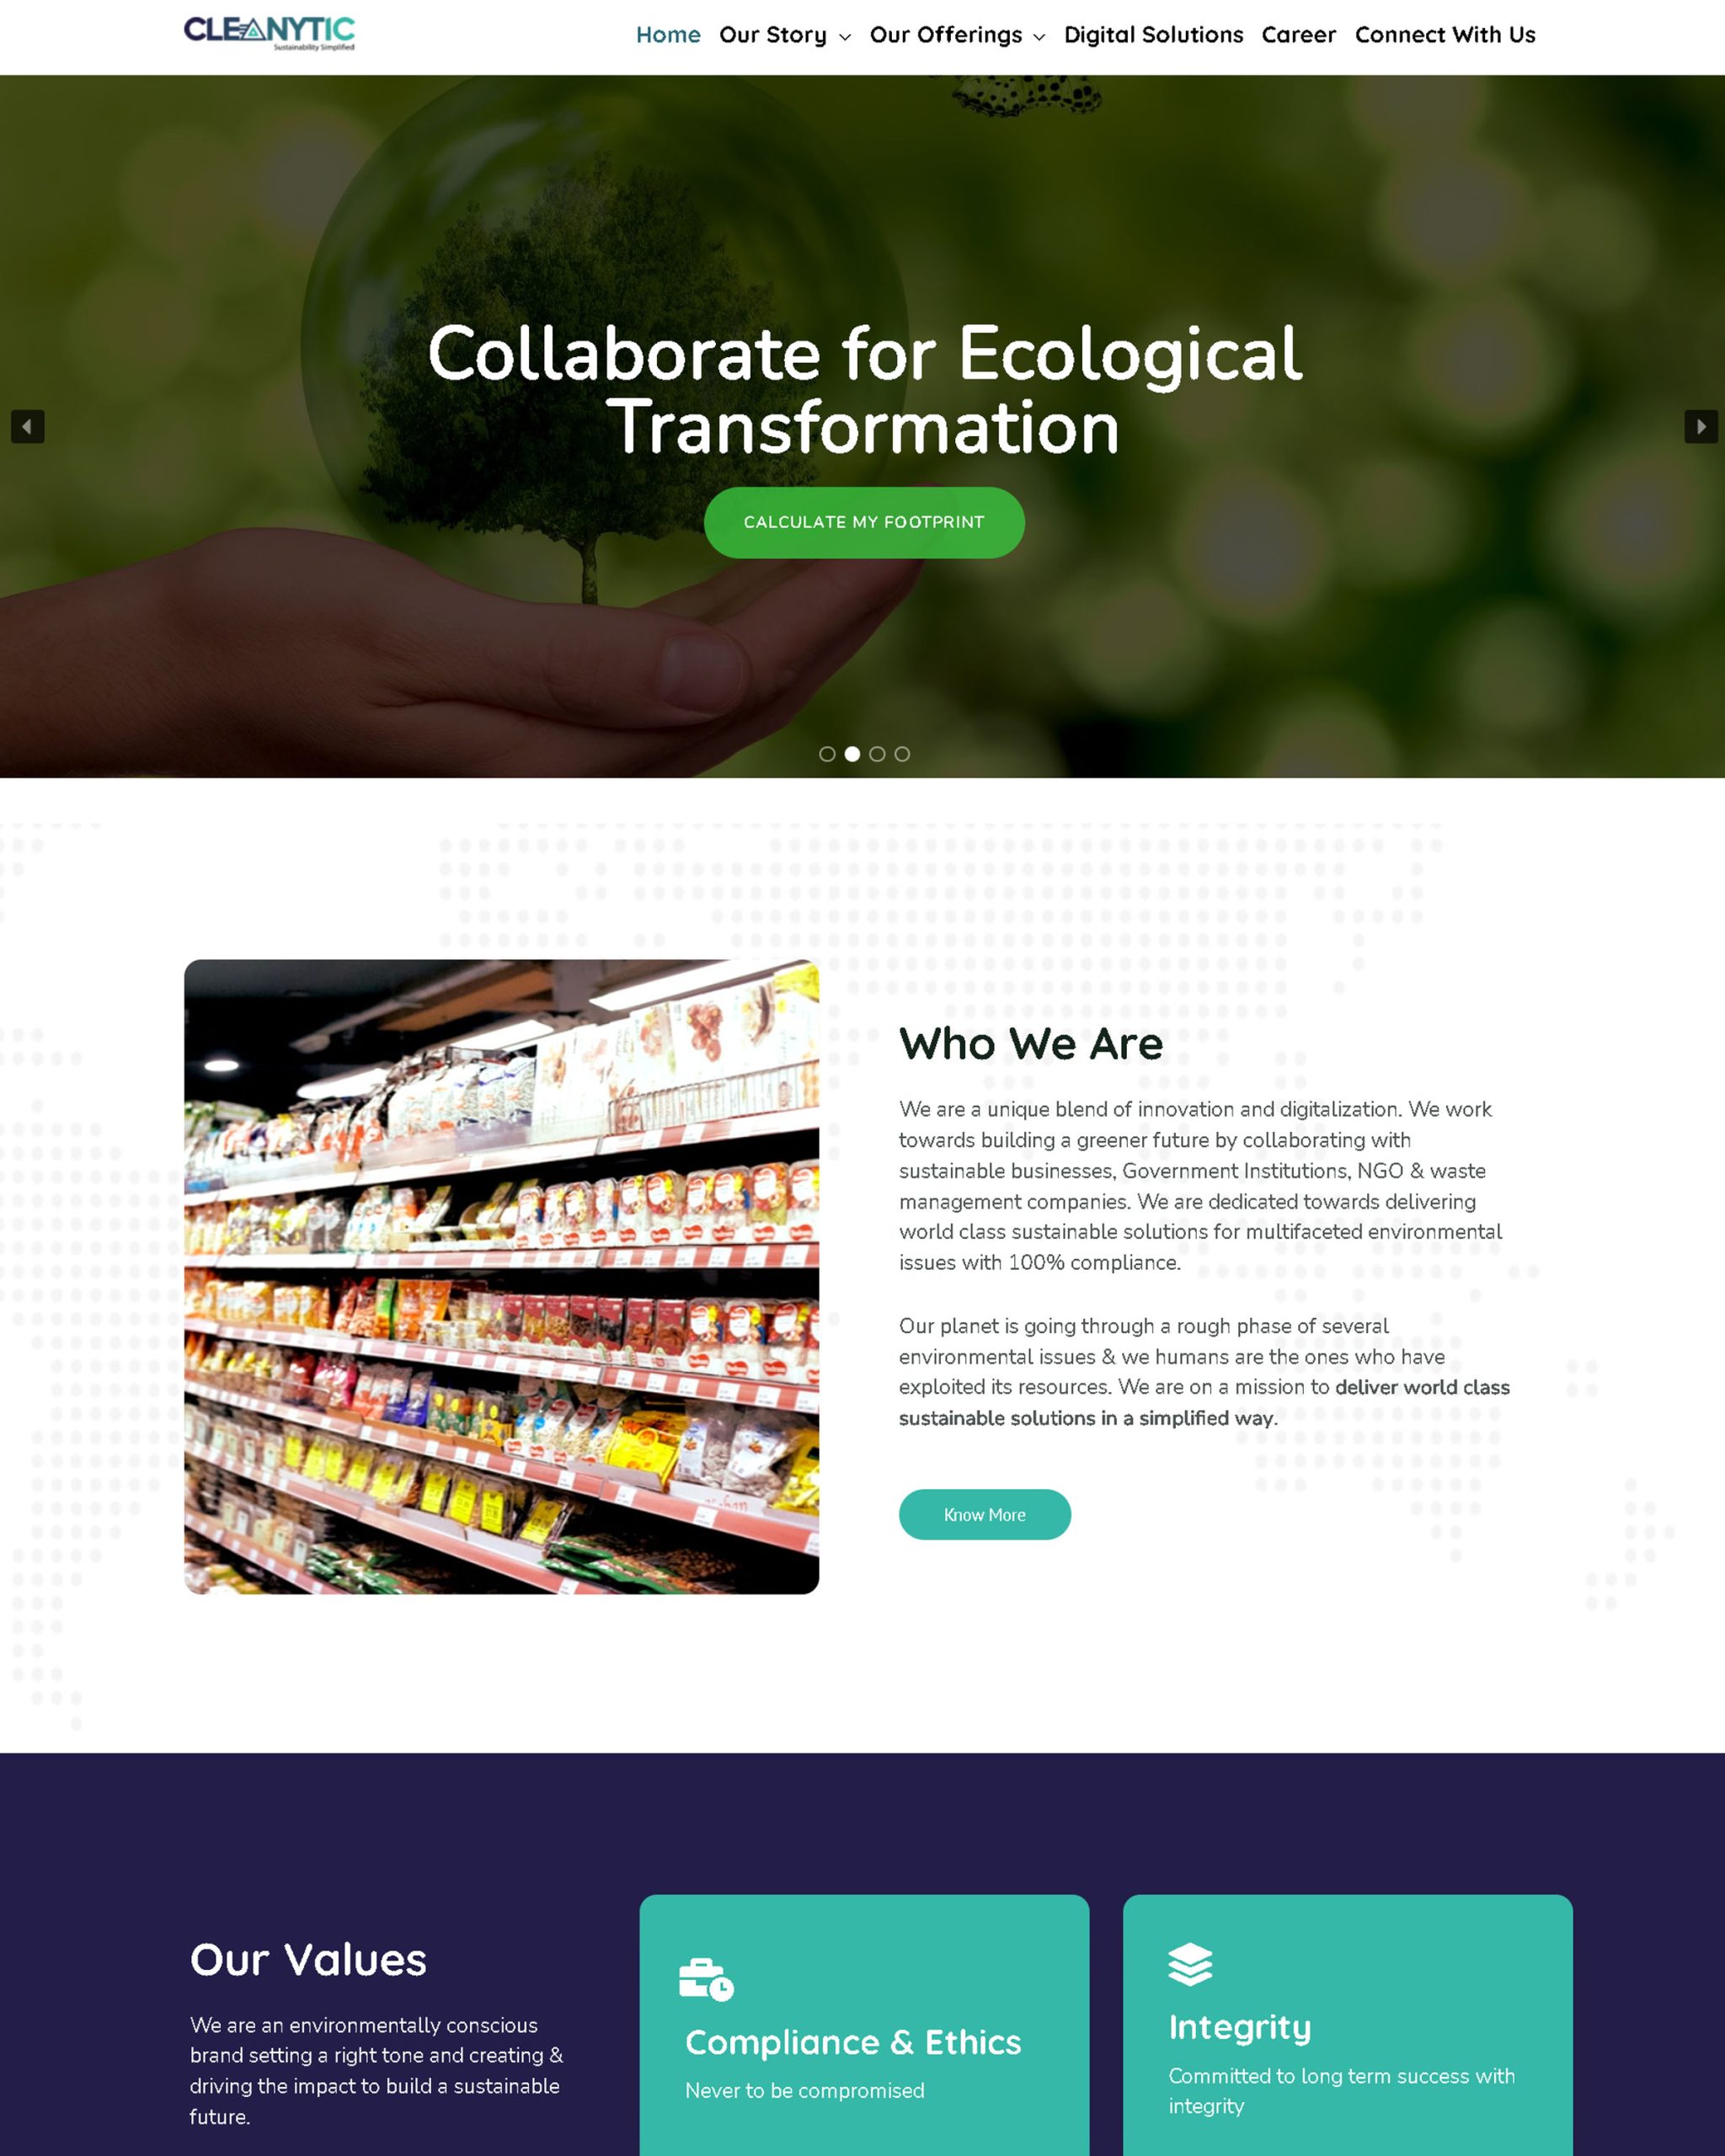 CLEANYTIC
Sustainability Simplified
Home Our Story Our Offerings Digital Solutions Career Connect With Us
Collaborate for Ecological
Transformation
CALCULATE MY FOOTPRINT
Who We Are
We are a unique blend of innovation and digitalization. We work
towards building a greener future by collaborating with
sustainable businesses, Government Institutions, NGO & waste
management companies. We are dedicated towards delivering
world class sustainable solutions for multifaceted environmental
issues with 100% compliance.
Our planet is going through a rough phase of several
environmental issues & we humans are the ones who have
exploited its resources. We are on a mission to deliver world class
sustainable solutions in a simplified way.
Know More
Our Values
We are an environmentally conscious
brand setting a right tone and creating &
driving the impact to build a sustainable
future.
Compliance & Ethics
Never to be compromised
Integrity
Committed to long term success with
integrity